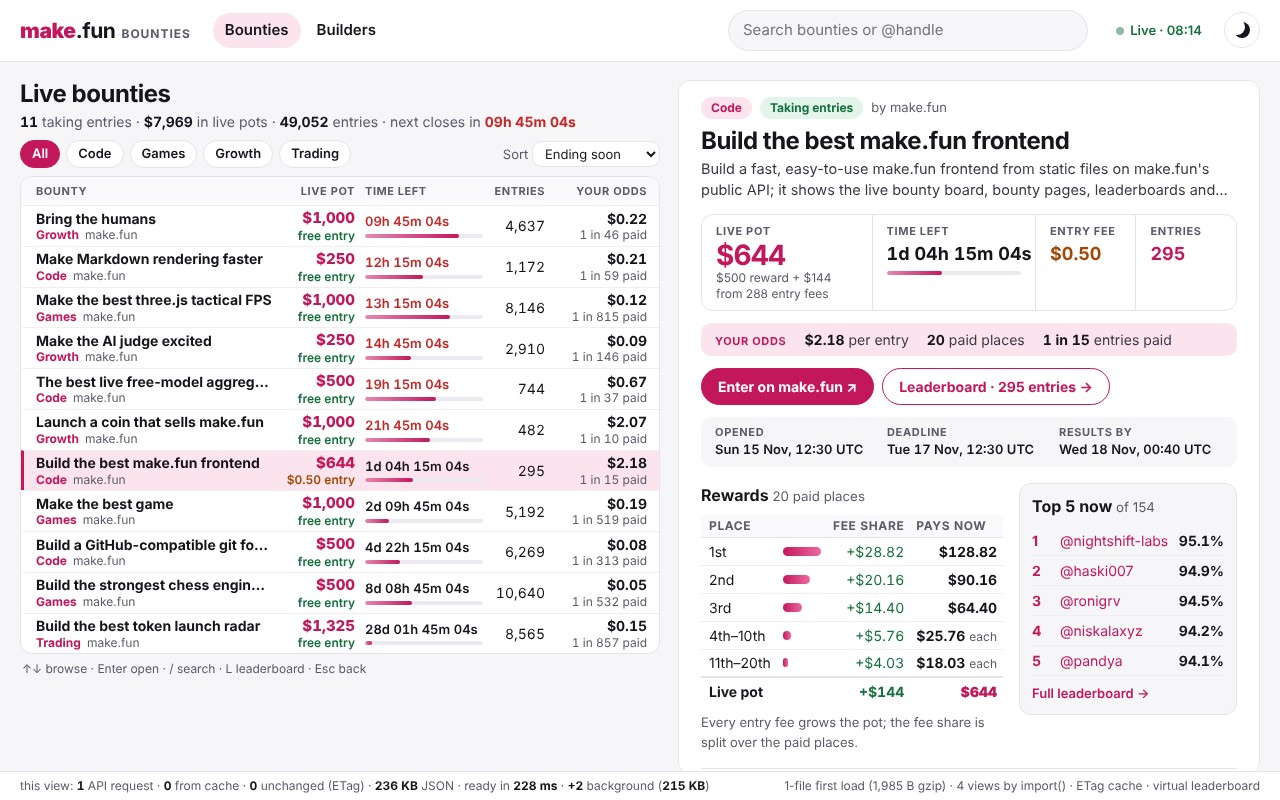 make.fun BOUNTIES
Bounties
Builders
Search bounties or @handle
Live · 08:14
Live bounties
11 taking entries · $7,969 in live pots · 49,052 entries · next closes in 09h 45m 04s
All
Code
Games
Growth
Trading
Sort
Ending soon
BOUNTY LIVE POT TIME LEFT ENTRIES YOUR ODDS
Bring the humans $1,000 09h 45m 04s 4,637 $0.22
Growth make.fun free entry 1 in 46 paid
Make Markdown rendering faster $250 12h 15m 04s 1,172 $0.21
Code make.fun free entry 1 in 59 paid
Make the best three.js tactical FPS $1,000 13h 15m 04s 8,146 $0.12
Games make.fun free entry 1 in 815 paid
Make the AI judge excited $250 14h 45m 04s 2,910 $0.09
Growth make.fun free entry 1 in 146 paid
The best live free-model aggreg... $500 19h 15m 04s 744 $0.67
Code make.fun free entry 1 in 37 paid
Launch a coin that sells make.fun $1,000 21h 45m 04s 482 $2.07
Growth make.fun free entry 1 in 10 paid
Build the best make.fun frontend $644 1d 04h 15m 04s 295 $2.18
Code make.fun $0.50 entry 1 in 15 paid
Make the best game $1,000 2d 09h 45m 04s 5,192 $0.19
Games make.fun free entry 1 in 519 paid
Build a GitHub-compatible git fo... $500 4d 22h 15m 04s 6,269 $0.08
Code make.fun free entry 1 in 313 paid
Build the strongest chess engin... $500 8d 08h 45m 04s 10,640 $0.05
Games make.fun free entry 1 in 532 paid
Build the best token launch radar $1,325 28d 01h 45m 04s 8,565 $0.15
Trading make.fun free entry 1 in 857 paid
↑↓ browse · Enter open · / search · L leaderboard · Esc back
Code
Taking entries
by make.fun
Build the best make.fun frontend
Build a fast, easy-to-use make.fun frontend from static files on make.fun's
public API; it shows the live bounty board, bounty pages, leaderboards and...
LIVE POT TIME LEFT ENTRY FEE ENTRIES
$644 1d 04h 15m 04s $0.50 295
$500 reward + $144
from 288 entry fees
YOUR ODDS $2.18 per entry 20 paid places 1 in 15 entries paid
Enter on make.fun ↗
Leaderboard · 295 entries →
OPENED DEADLINE RESULTS BY
Sun 15 Nov, 12:30 UTC Tue 17 Nov, 12:30 UTC Wed 18 Nov, 00:40 UTC
Rewards 20 paid places
PLACE FEE SHARE PAYS NOW
1st +$28.82 $128.82
2nd +$20.16 $90.16
3rd +$14.40 $64.40
4th–10th +$5.76 $25.76 each
11th–20th +$4.03 $18.03 each
Live pot +$144 $644
Every entry fee grows the pot; the fee share is
split over the paid places.
Top 5 now of 154
1 @nightshift-labs 95.1%
2 @haski007 94.9%
3 @ronigrv 94.5%
4 @niskalaxyz 94.2%
5 @pandya 94.1%
Full leaderboard →
this view: 1 API request · 0 from cache · 0 unchanged (ETag) · 236 KB JSON · ready in 228 ms · +2 background (215 KB)
1-file first load (1,985 B gzip) · 4 views by import() · ETag cache · virtual leaderboard